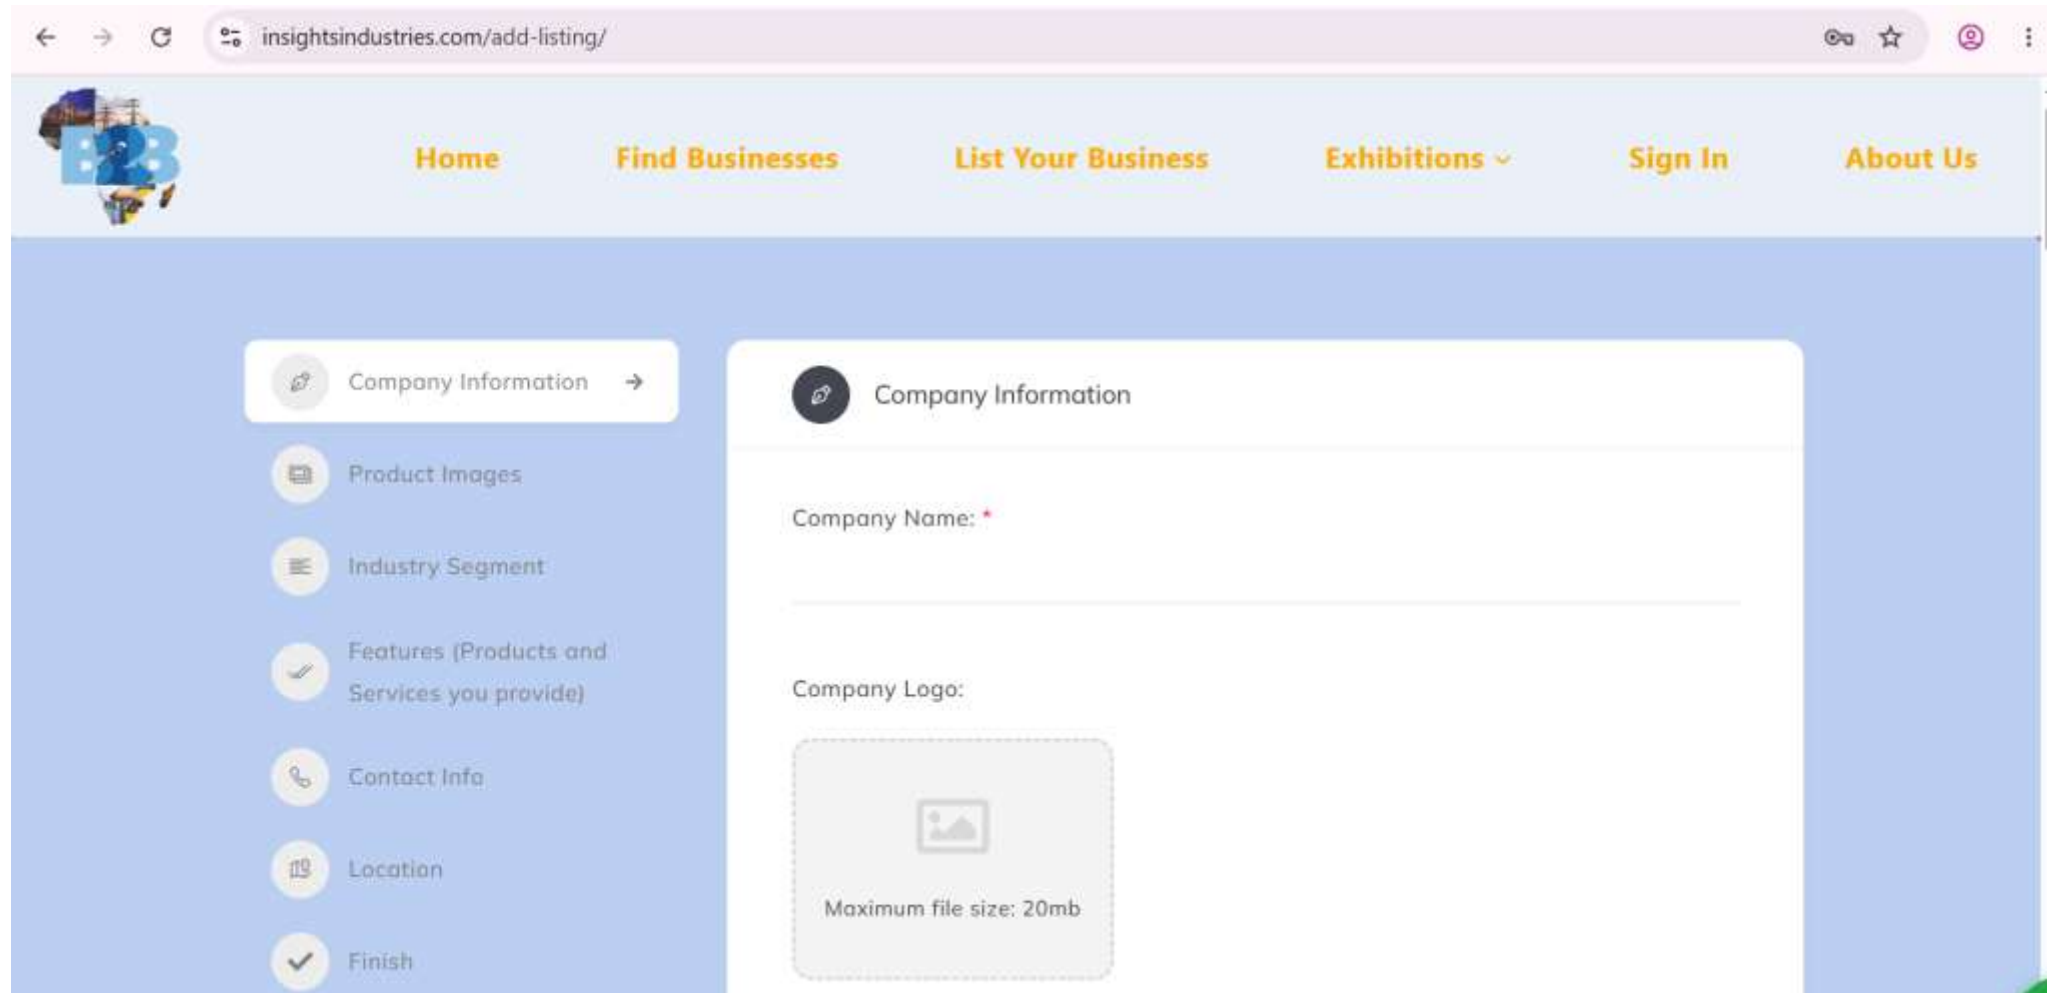 insightsindustries.com/add-listing/
B2B
Home Find Businesses List Your Business Exhibitions Sign In About Us
Company Information
Product Images
Industry Segment
Features (Products and
Services you provide)
Contact Info
Location
Finish
Company Information
Company Name: *
Company Logo:
Maximum file size: 20mb